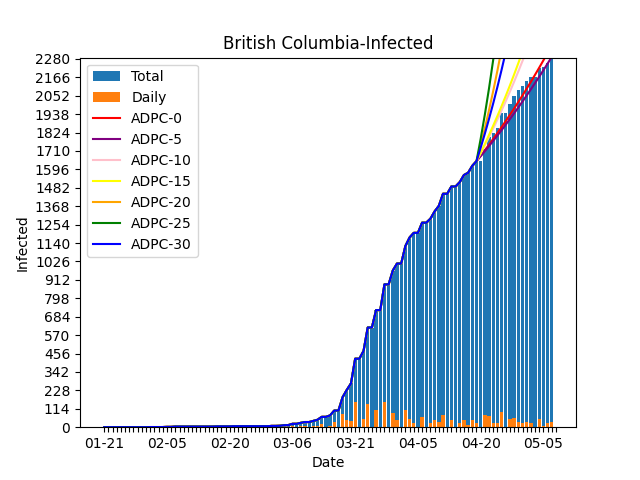 British Columbia-Infected
2280
2166
2052
1938
1824
1710
1596
1482
1368
1254
1140
1026
912
798
684
570
456
342
228
114
0
Infected
Total
Daily
ADPC-0
ADPC-5
ADPC-10
ADPC-15
ADPC-20
ADPC-25
ADPC-30
01-21 02-05 02-20 03-06 03-21 04-05 04-20 05-05
Date